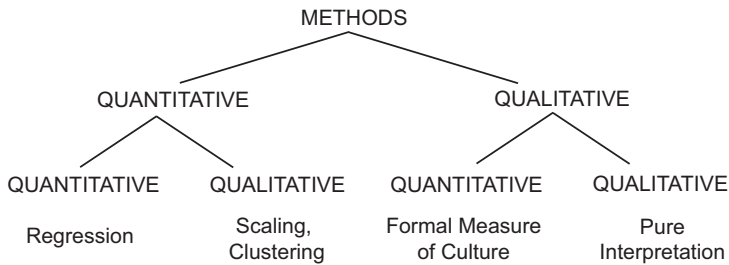 METHODS
QUANTITATIVE QUALITATIVE
QUANTITATIVE QUALITATIVE QUANTITATIVE QUALITATIVE
Regression
Scaling,
Clustering
Formal Measure
of Culture
Pure
Interpretation